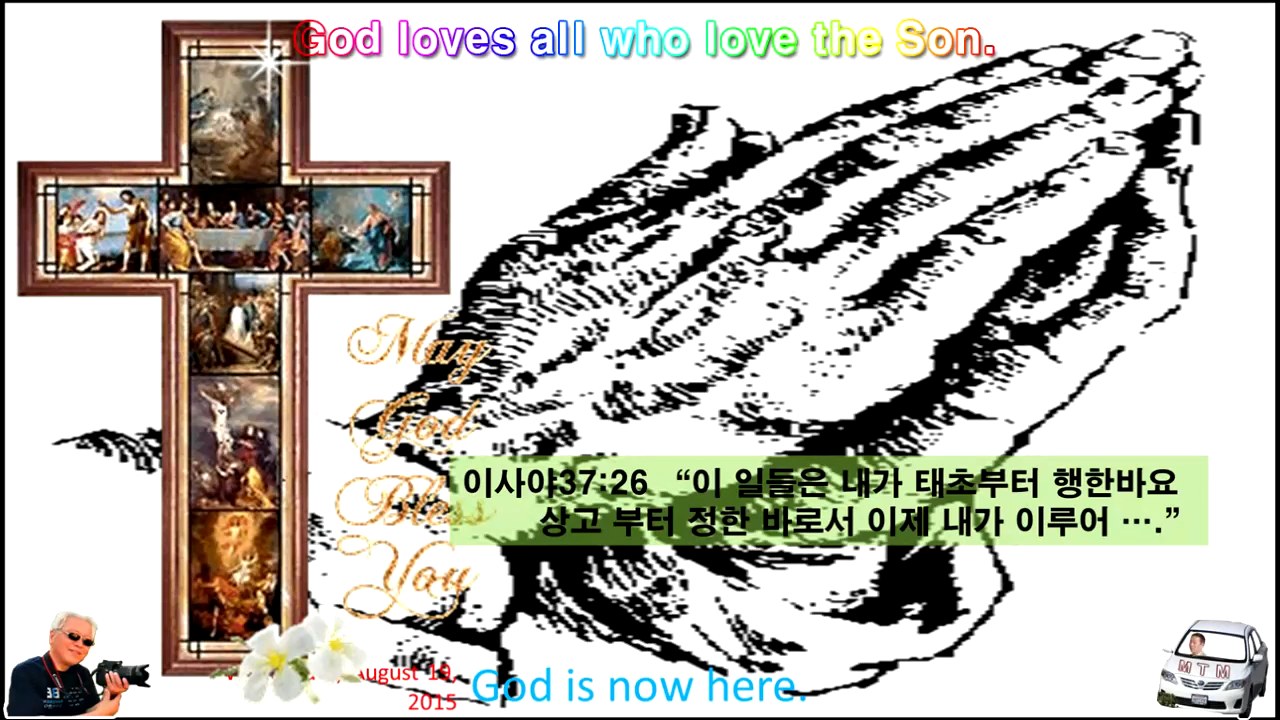 God loves all who love the Son.
May
God
Bless
You
이사야37:26 “이 일들은 내가 태초부터 행한바요
상고 부터 정한 바로서 이제 내가 이루어 ….”
August 19,
2015
God is now here.
MTM